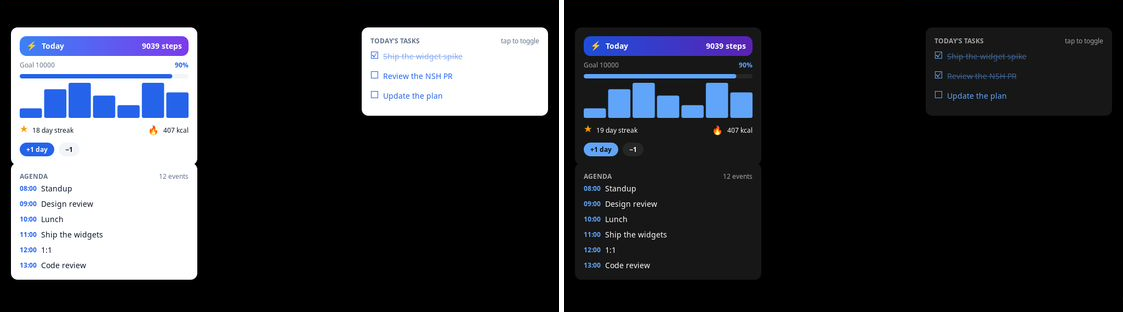 ⚡ Today 9039 steps
Goal 10000 90%
★ 18 day streak 🔥 407 kcal
+1 day −1
AGENDA 12 events
08:00 Standup
09:00 Design review
10:00 Lunch
11:00 Ship the widgets
12:00 1:1
13:00 Code review
TODAY'S TASKS tap to toggle
☑ Ship the widget spike
☐ Review the NSH PR
☐ Update the plan
⚡ Today 9039 steps
Goal 10000 90%
★ 19 day streak 🔥 407 kcal
+1 day −1
AGENDA 12 events
08:00 Standup
09:00 Design review
10:00 Lunch
11:00 Ship the widgets
12:00 1:1
13:00 Code review
TODAY'S TASKS tap to toggle
☑ Ship the widget spike
☑ Review the NSH PR
☐ Update the plan